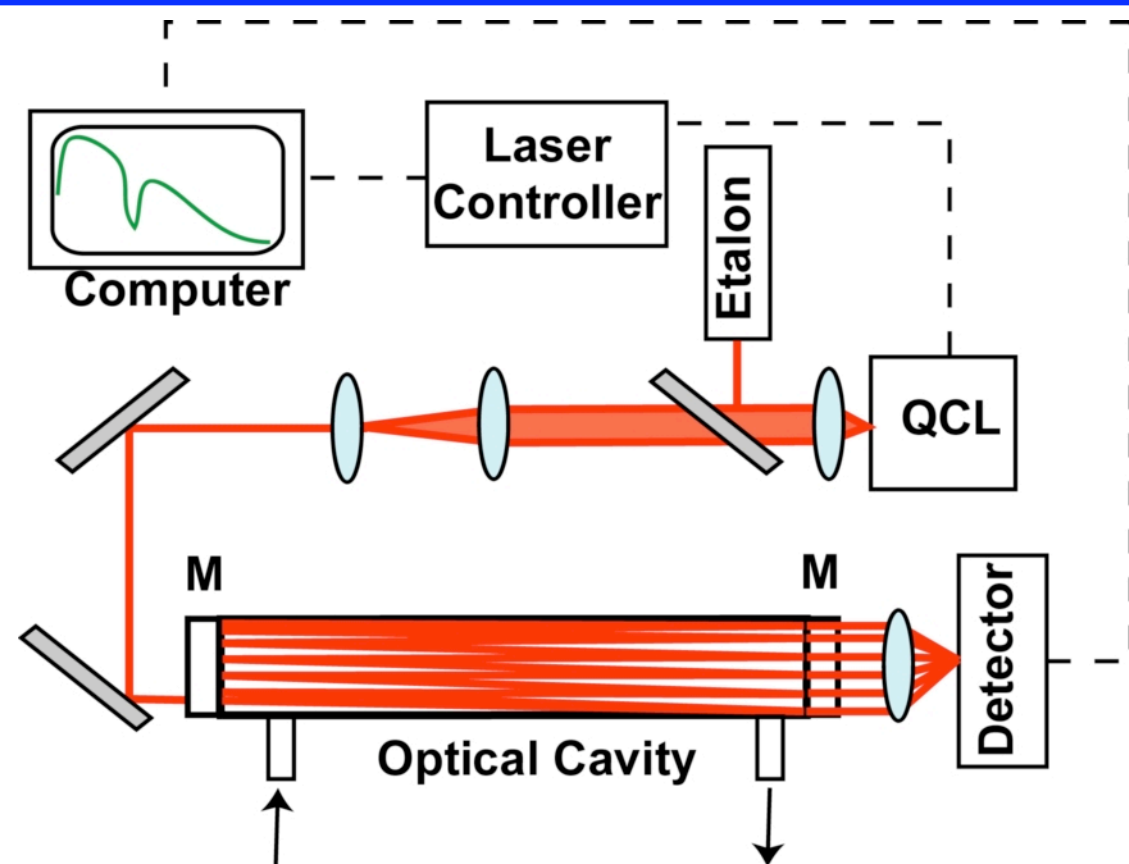 Laser
Controller
Etalon
Computer
QCL
M
M
Optical Cavity
Detector